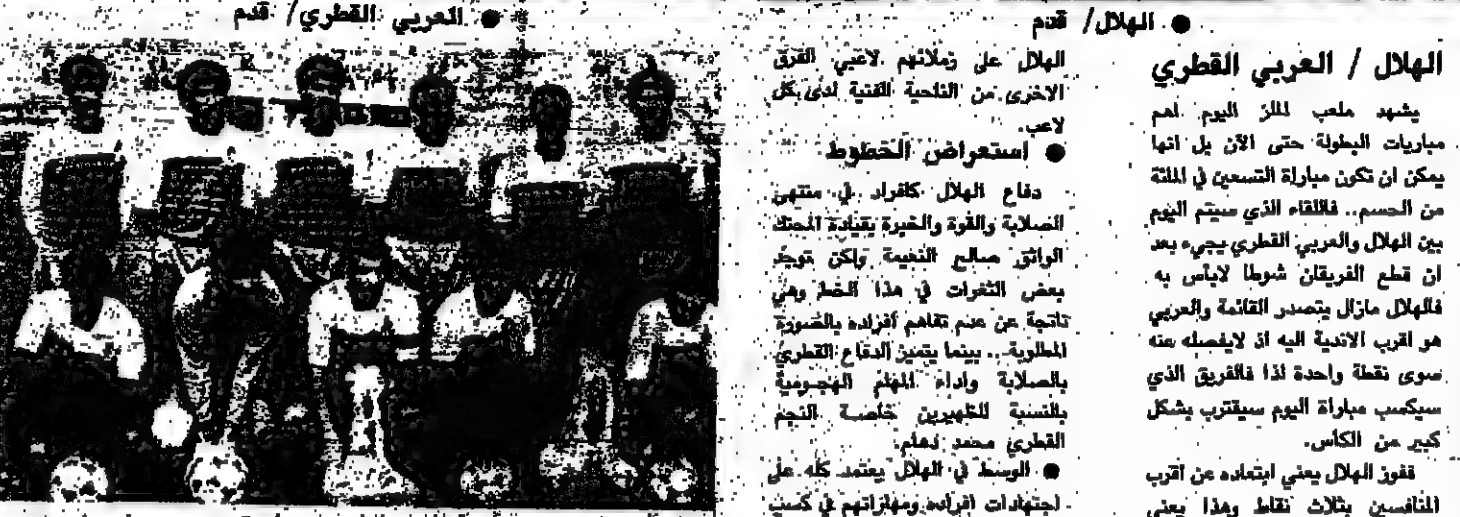 ● الهلال / قدم
● العربي القطري / قدم
الهلال / العربي القطري
يشهد ملعب الملز اليوم اهم
مباريات البطولة حتى الآن بل انها
يمكن ان تكون مباراة التسعين في المئة
من الحسم.. فاللقاء الذي سيتم اليوم
بين الهلال والعربي القطري يجيء بعد
ان قطع الفريقان شوطا لابأس به
فالهلال مازال يتصدر القائمة والعربي
هو اقرب الاندية اليه اذ لايفصله عنه
سوى نقطة واحدة لذا فالفريق الذي
سيكسب مباراة اليوم سيقترب بشكل
كبير من الكأس.
ففوز الهلال يعني ابتعاده عن اقرب
المنافسين بثلاث نقاط وهذا يعني
الهلال على زملائهم لاعبي الفرق
الاخرى من الناحية الفنية لدى كل
لاعب.
● استعراض الخطوط
دفاع الهلال كافراد في منتهى
الصلابة والقوة والخبرة بقيادة المحنك
الواثق صالح النعيمة ولكن توجد
بعض الثغرات في هذا الخط وهي
ناتجة عن عدم تفاهم افراده بالصورة
المطلوبة.. بينما يتميز الدفاع القطري
بالصلابة واداء المهام الهجومية
بالنسبة للظهيرين خاصة النجم
القطري محمد دهام.
● الوسط في الهلال يعتمد كله على
اجتهادات افراده ومهاراتهم في كسب